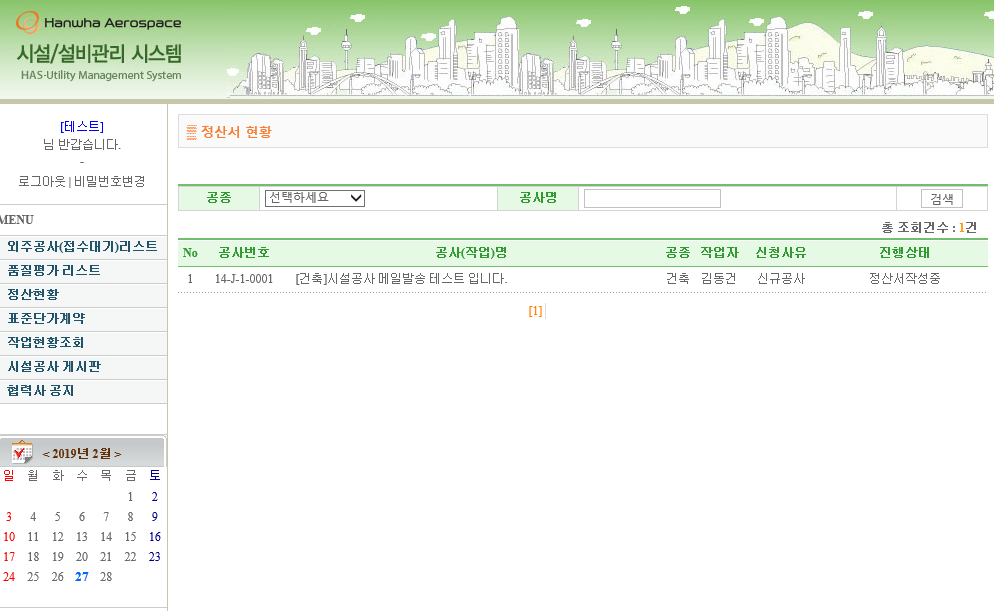 Hanwha Aerospace
시설/설비관리 시스템
HAS-Utility Management System
[테스트]
님 반갑습니다.
-
로그아웃 | 비밀번호변경
MENU
외주공사(접수대기)리스트
품질평가 리스트
정산현황
표준단가계약
작업현황조회
시설공사 게시판
협력사 공지
< 2019년 2월 >
일 월 화 수 목 금 토
1 2
3 4 5 6 7 8 9
10 11 12 13 14 15 16
17 18 19 20 21 22 23
24 25 26 27 28
정산서 현황
공종 선택하세요 공사명 검색
총 조회건수 : 1건
No 공사번호 공사(작업)명 공종 작업자 신청사유 진행상태
1 14-J-1-0001 [건축]시설공사 메일발송 테스트 입니다. 건축 김동건 신규공사 정산서작성중
[1]